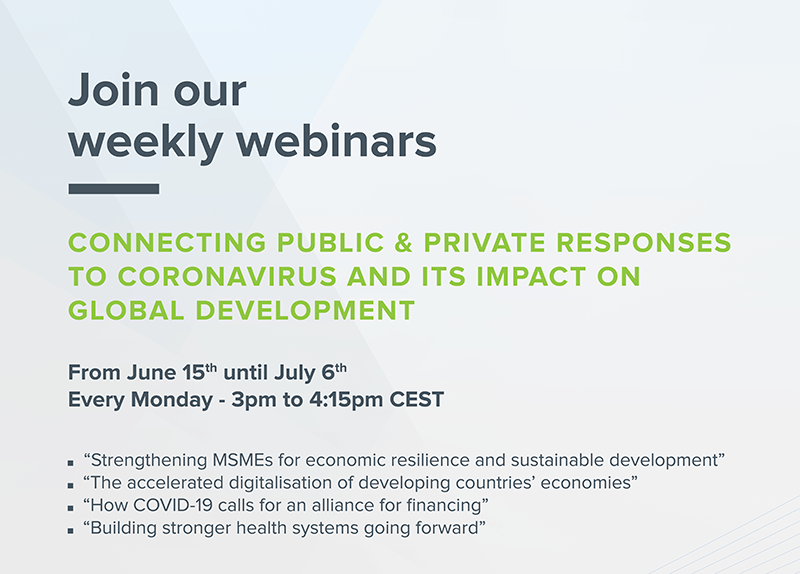 Join our
weekly webinars
CONNECTING PUBLIC & PRIVATE RESPONSES
TO CORONAVIRUS AND ITS IMPACT ON
GLOBAL DEVELOPMENT
From June 15th until July 6th
Every Monday - 3pm to 4:15pm CEST
▪ “Strengthening MSMEs for economic resilience and sustainable development”
▪ “The accelerated digitalisation of developing countries’ economies”
▪ “How COVID-19 calls for an alliance for financing”
▪ “Building stronger health systems going forward”